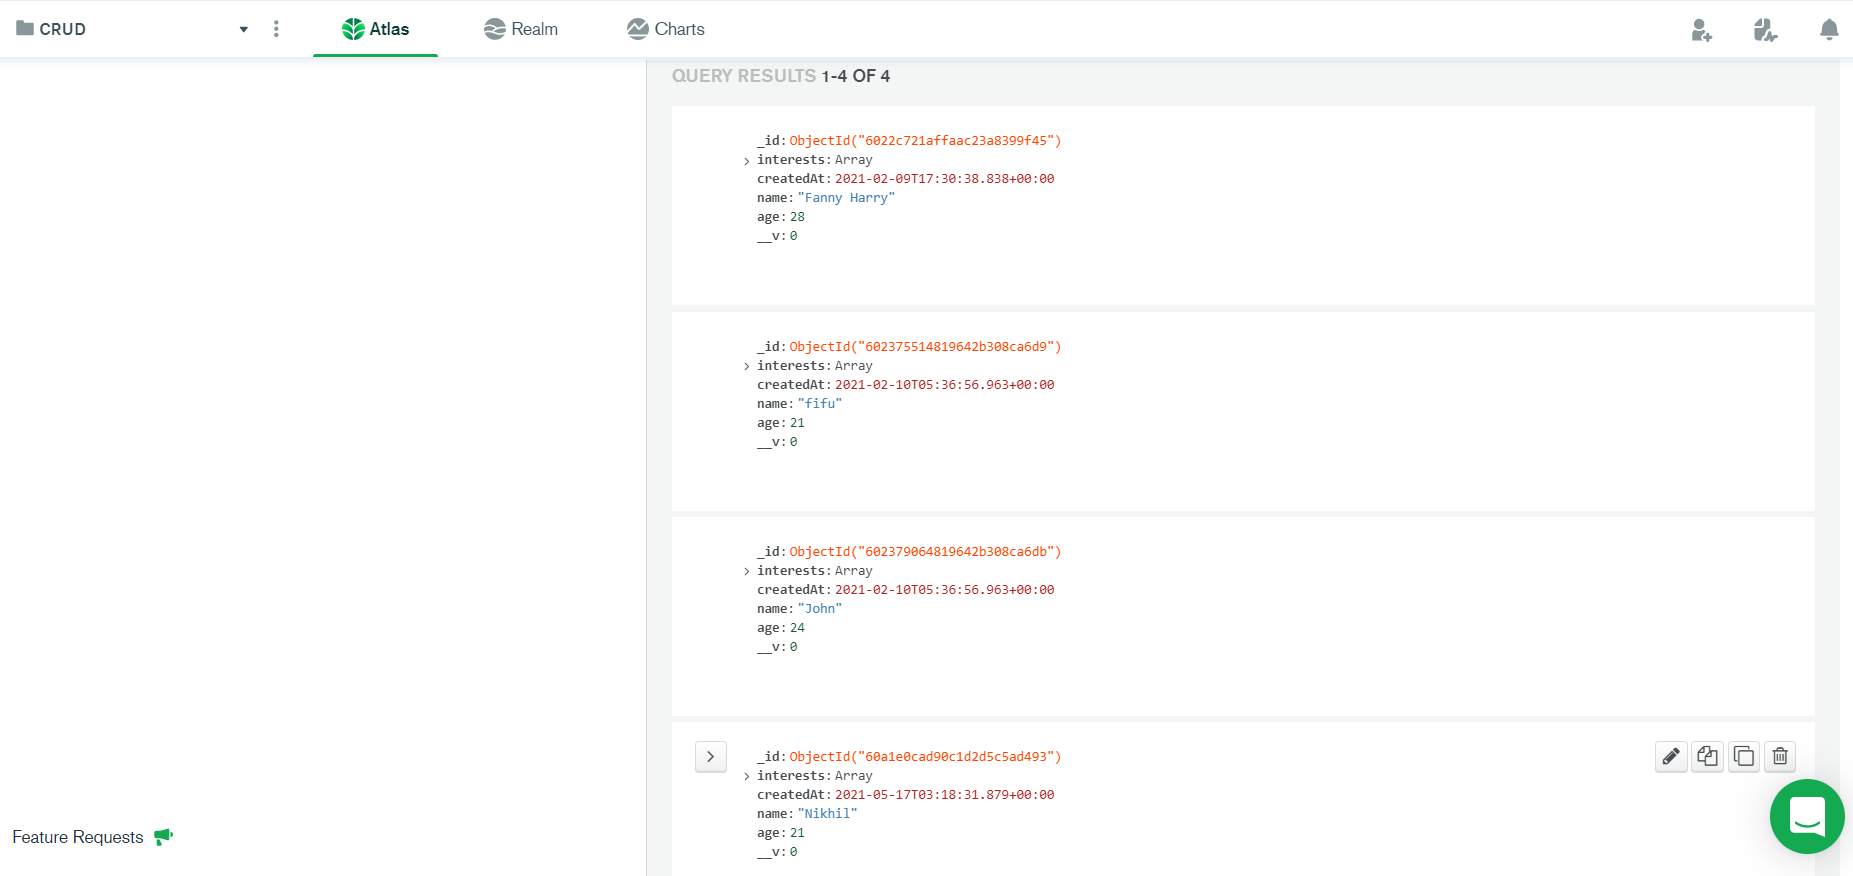 CRUD
Atlas
Realm
Charts
QUERY RESULTS 1-4 OF 4
_id: ObjectId("6022c721affaac23a8399f45")
interests: Array
createdAt: 2021-02-09T17:30:38.838+00:00
name: "Fanny Harry"
age: 28
__v: 0
_id: ObjectId("602375514819642b308ca6d9")
interests: Array
createdAt: 2021-02-10T05:36:56.963+00:00
name: "fifu"
age: 21
__v: 0
_id: ObjectId("602379064819642b308ca6db")
interests: Array
createdAt: 2021-02-10T05:36:56.963+00:00
name: "John"
age: 24
__v: 0
_id: ObjectId("60a1e0cad90c1d2d5c5ad493")
interests: Array
createdAt: 2021-05-17T03:18:31.879+00:00
name: "Nikhil"
age: 21
__v: 0
Feature Requests